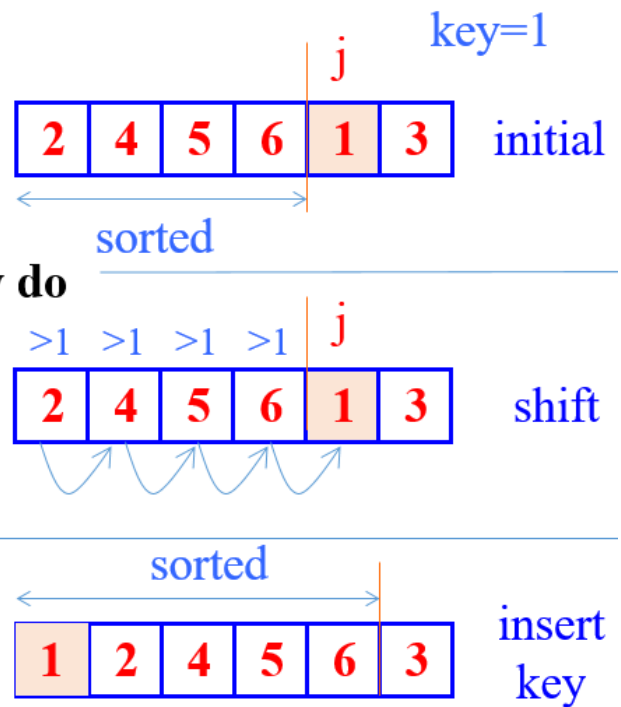 key=1
j
2 4 5 6 1 3 initial
sorted
do
>1 >1 >1 >1 j
2 4 5 6 1 3 shift
sorted
1 2 4 5 6 3 insert key